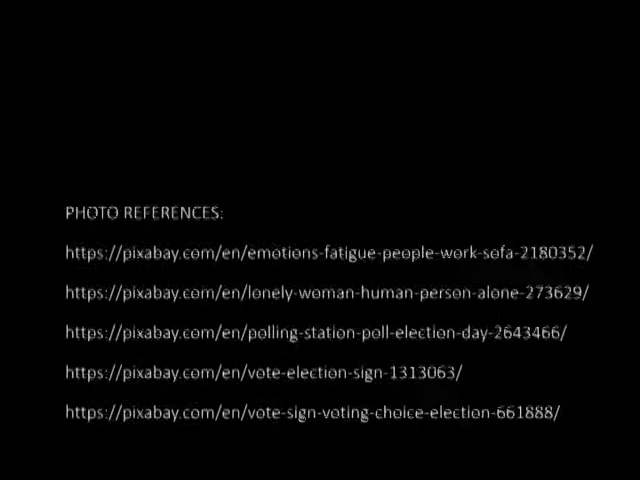 PHOTO REFERENCES:
https://pixabay.com/en/emotions-fatigue-people-work-sofa-2180352/
https://pixabay.com/en/lonely-woman-human-person-alone-273629/
https://pixabay.com/en/polling-station-poll-election-day-2643466/
https://pixabay.com/en/vote-election-sign-1313063/
https://pixabay.com/en/vote-sign-voting-choice-election-661888/